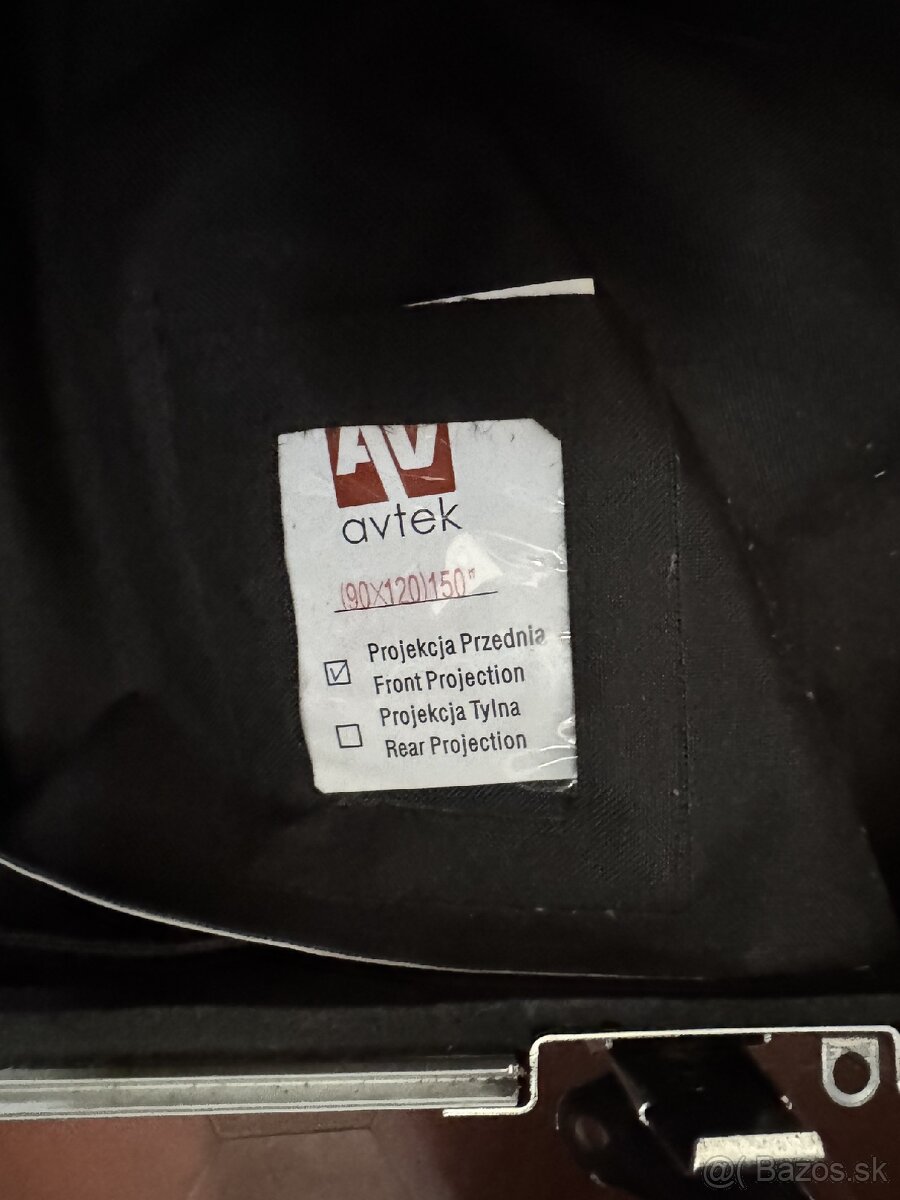 AV
avtek
(90X120)150"
Projekcja Przednia
Front Projection
Projekcja Tylna
Rear Projection
@( Bazos.sk